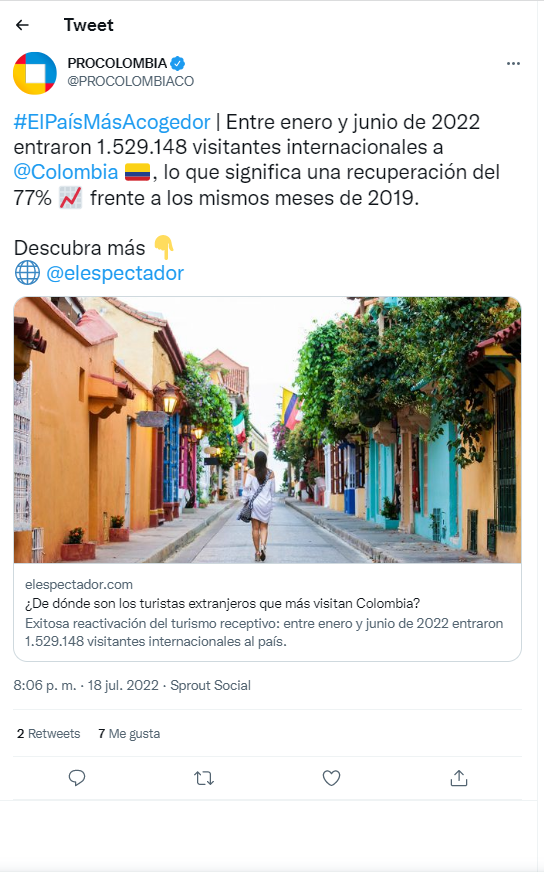 Tweet
PROCOLOMBIA
@PROCOLOMBIACO
#ElPaísMásAcogedor | Entre enero y junio de 2022
entraron 1.529.148 visitantes internacionales a
@Colombia 🇨🇴, lo que significa una recuperación del
77% 📈 frente a los mismos meses de 2019.
Descubra más 👇
🌐 @elespectador
elespectador.com
¿De dónde son los turistas extranjeros que más visitan Colombia?
Exitosa reactivación del turismo receptivo: entre enero y junio de 2022 entraron
1.529.148 visitantes internacionales al país.
8:06 p. m. · 18 jul. 2022 · Sprout Social
2 Retweets 7 Me gusta